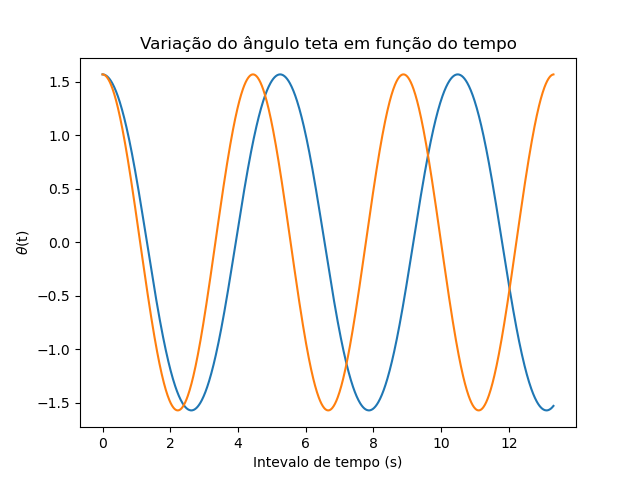 Variação do ângulo teta em função do tempo
1.5
1.0
0.5
0.0
−0.5
−1.0
−1.5
θ(t)
0 2 4 6 8 10 12
Intevalo de tempo (s)